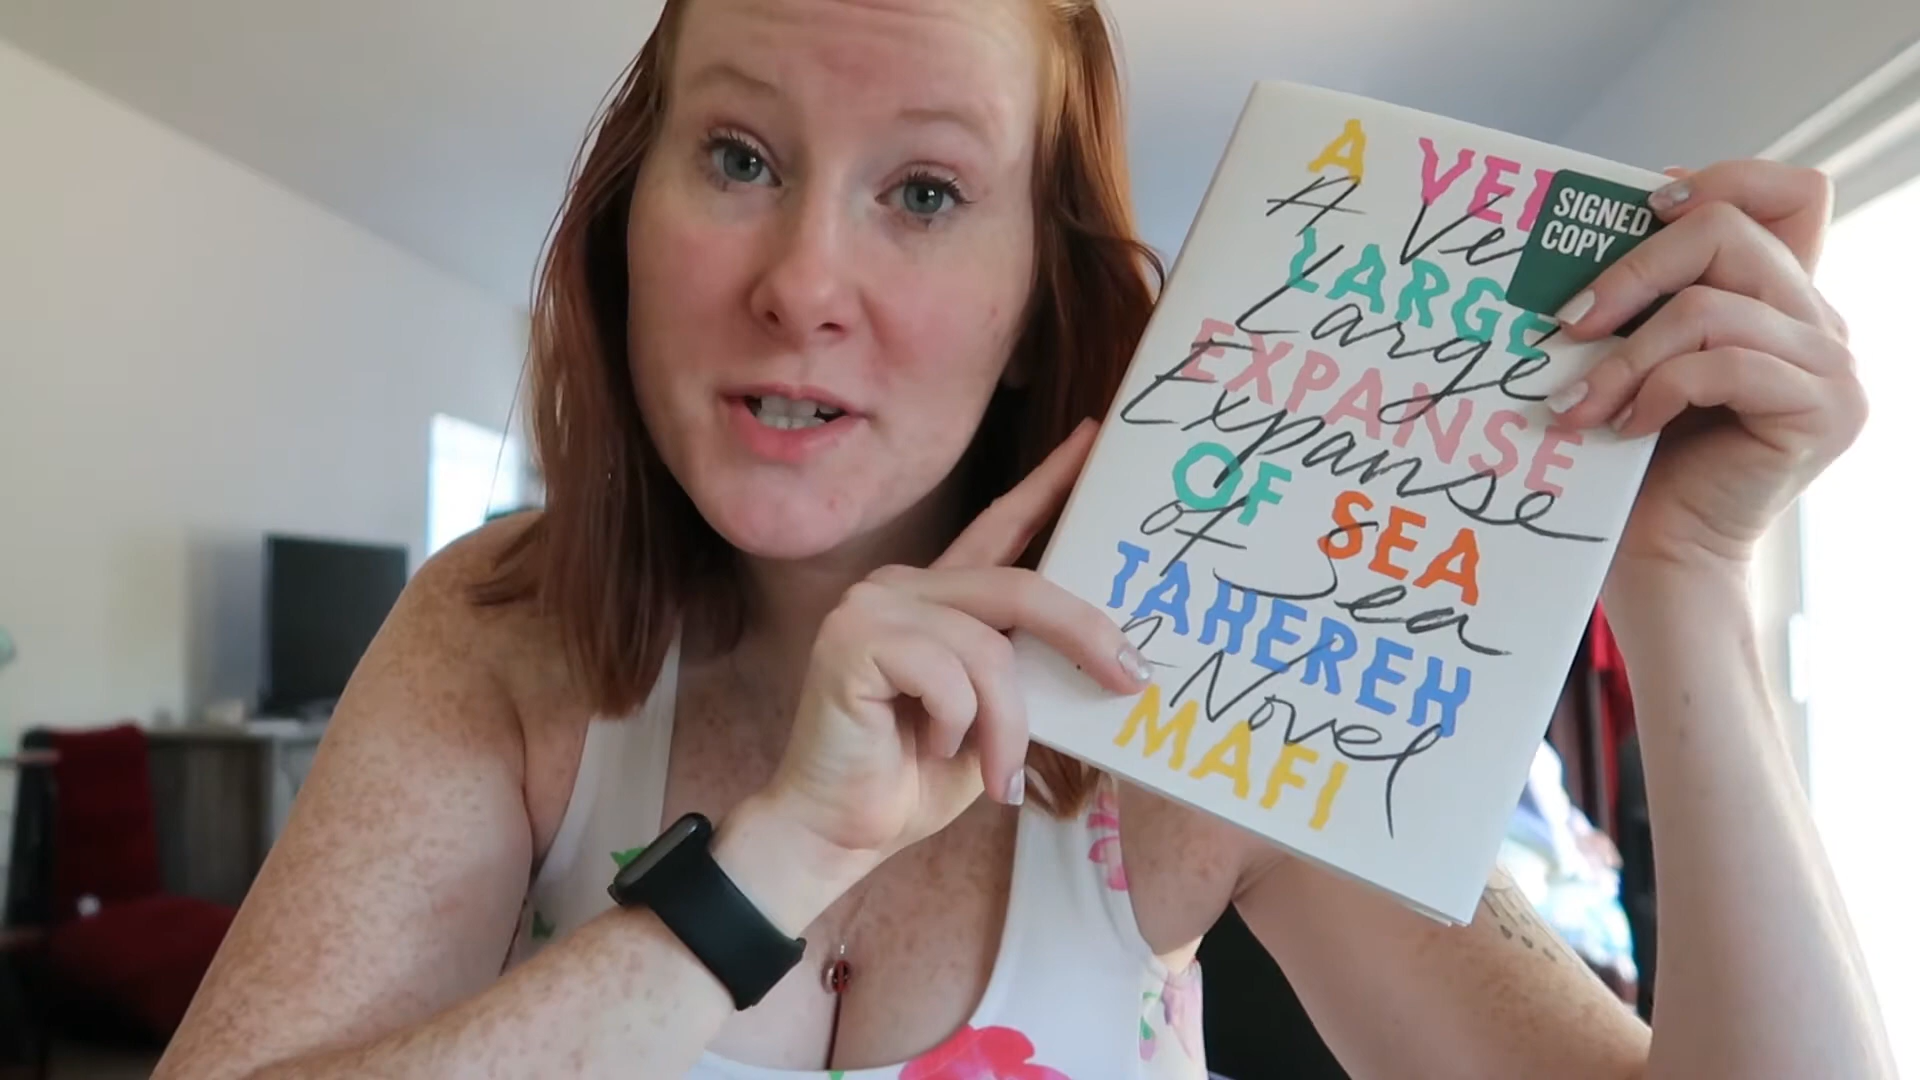 A VE
SIGNED
COPY
A Ve
LARGE
Large
EXPANSE
Expanse
OF SEA
of Sea
TAHEREH
a Novel
MAFI